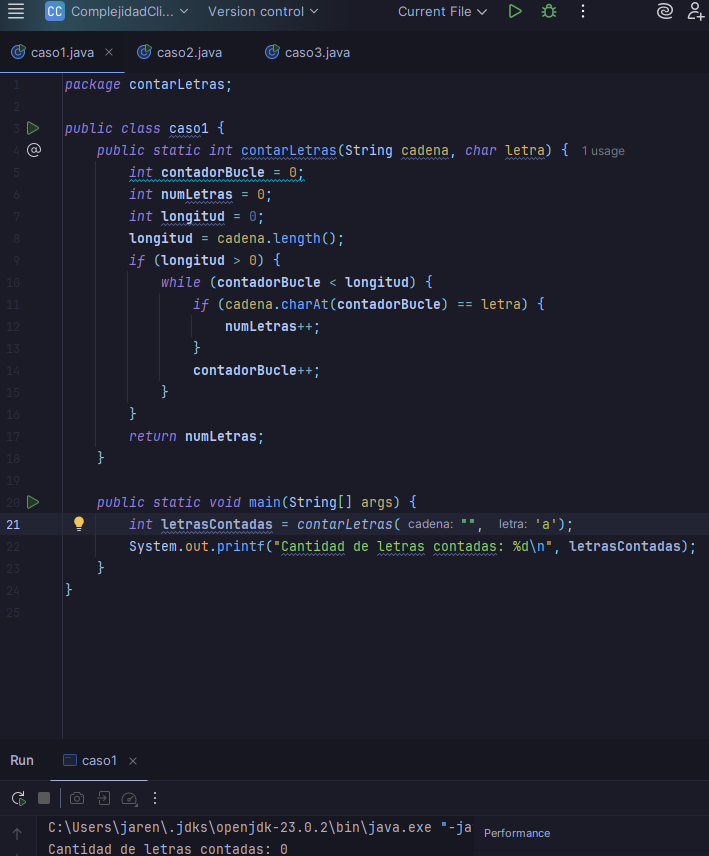 CC ComplejidadCli... Version control Current File
caso1.java caso2.java caso3.java
1 package contarLetras;
2
3 public class caso1 {
4 public static int contarLetras(String cadena, char letra) { 1 usage
5 int contadorBucle = 0;
6 int numLetras = 0;
7 int longitud = 0;
8 longitud = cadena.length();
9 if (longitud > 0) {
10 while (contadorBucle < longitud) {
11 if (cadena.charAt(contadorBucle) == letra) {
12 numLetras++;
13 }
14 contadorBucle++;
15 }
16 }
17 return numLetras;
18 }
19
20 public static void main(String[] args) {
21 int letrasContadas = contarLetras( cadena: "", letra: 'a');
22 System.out.printf("Cantidad de letras contadas: %d\n", letrasContadas);
23 }
24 }
25
Run caso1
C:\Users\jaren\.jdks\openjdk-23.0.2\bin\java.exe "-ja
Performance
Cantidad de letras contadas: 0